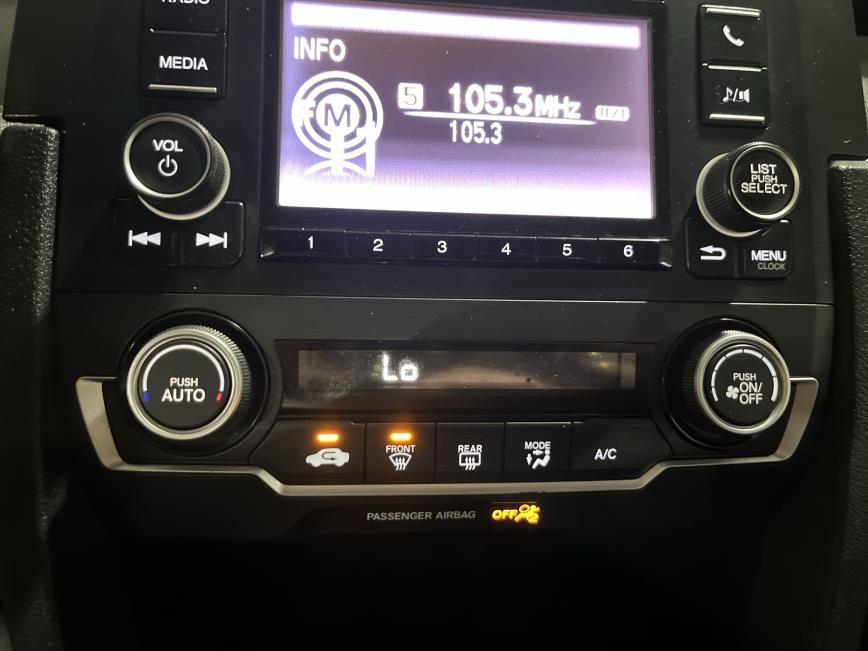 RADIO
MEDIA
INFO
M
5 105.3MHz TEXT
105.3
VOL
LIST
PUSH
SELECT
1 2 3 4 5 6
MENU
CLOCK
PUSH
AUTO
Lo
PUSH
ON/
OFF
FRONT
REAR
MODE
A/C
PASSENGER AIRBAG OFF